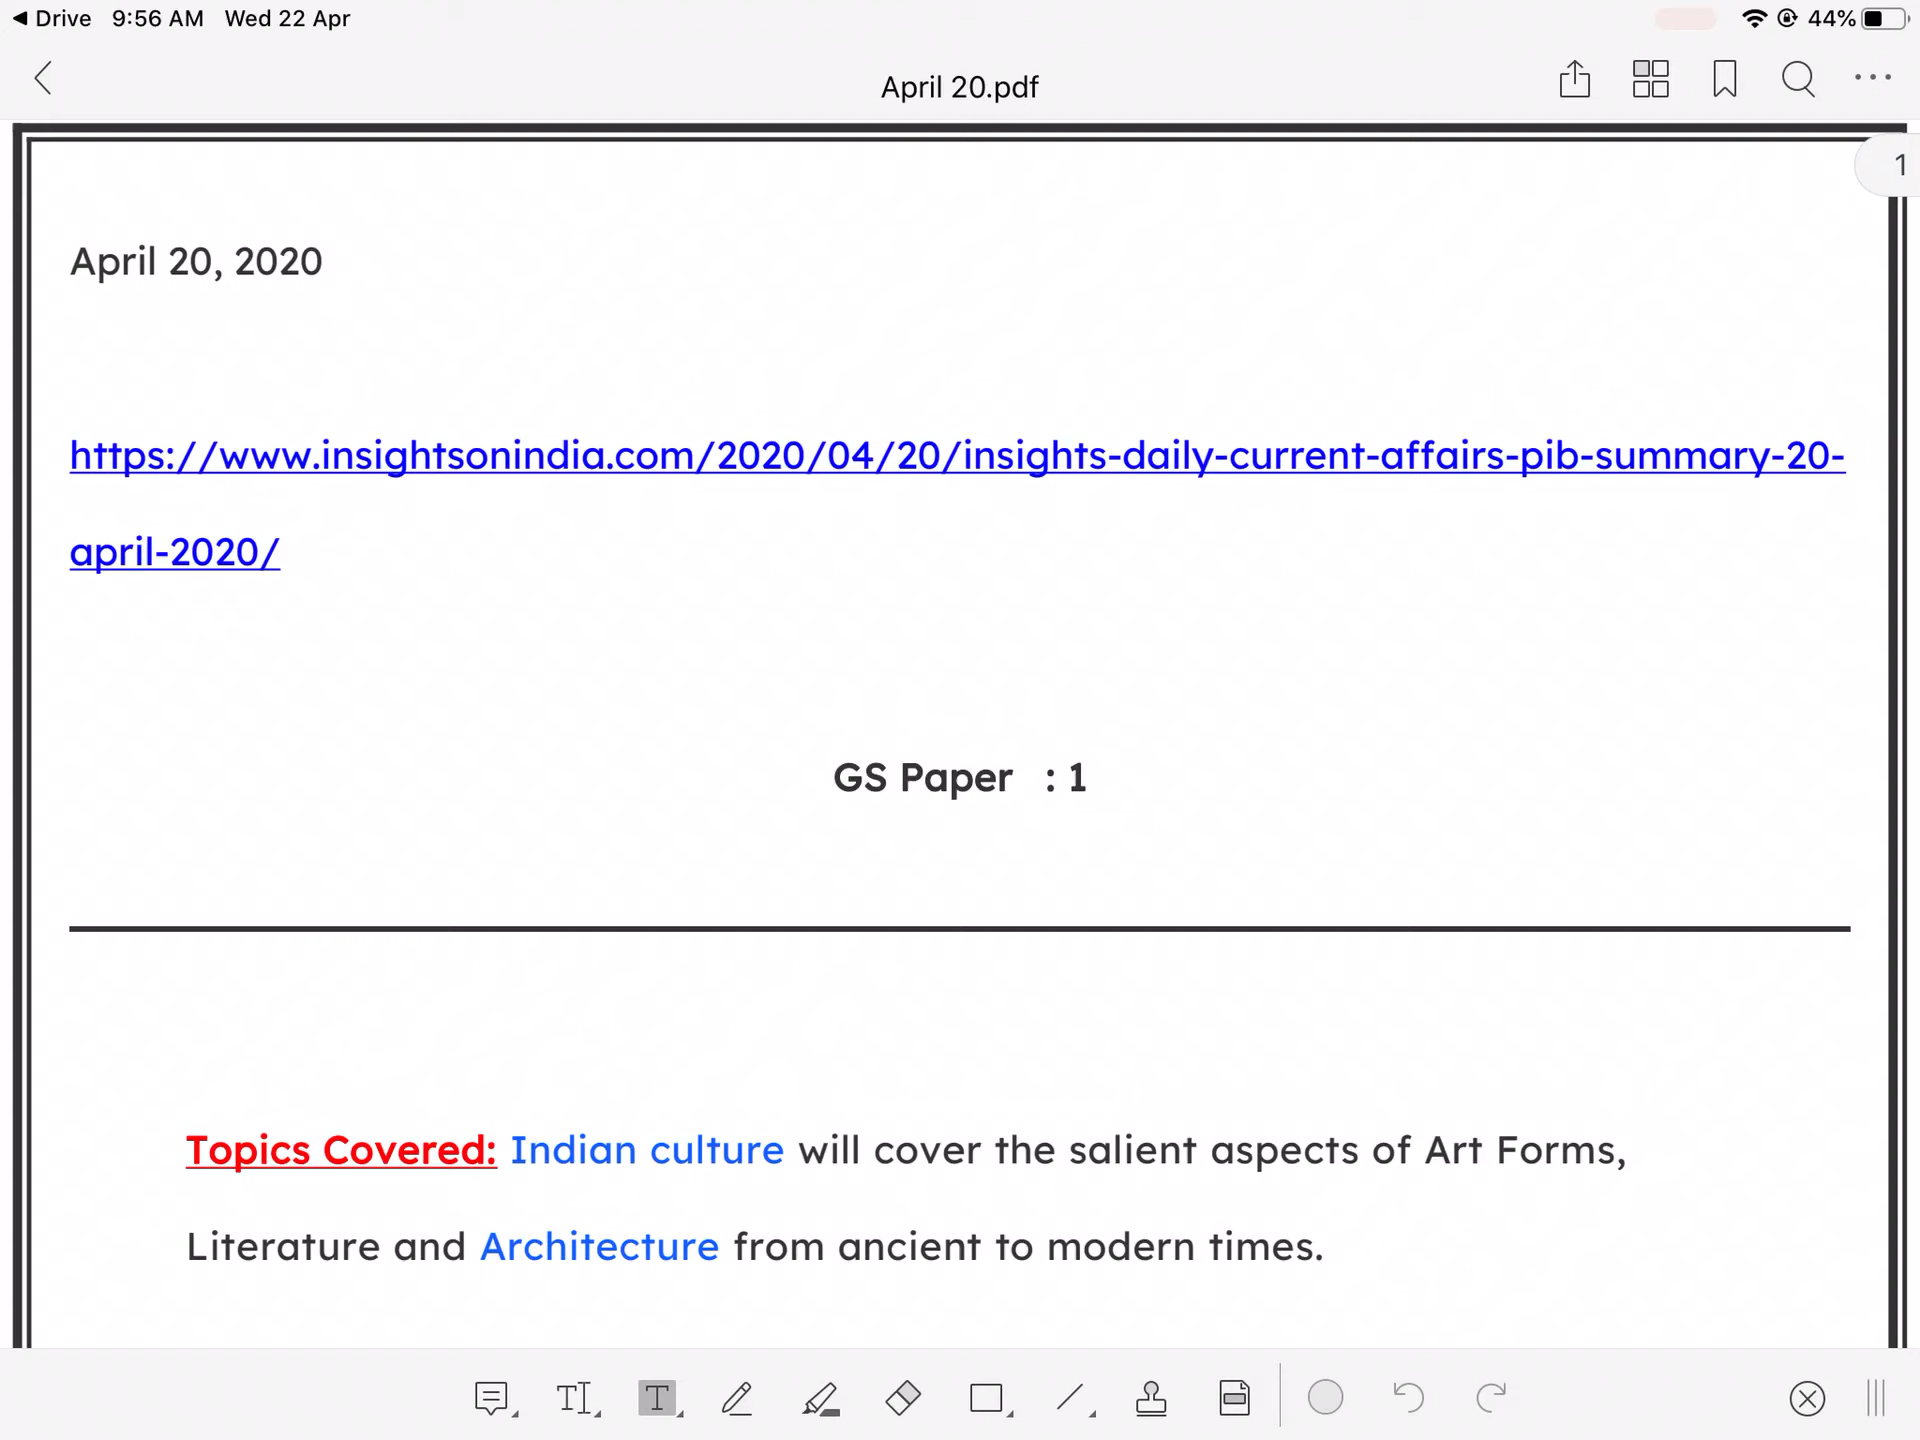 Drive 9:56 AM Wed 22 Apr 44%
April 20.pdf
1
April 20, 2020
https://www.insightsonindia.com/2020/04/20/insights-daily-current-affairs-pib-summary-20-
april-2020/
GS Paper : 1
Topics Covered: Indian culture will cover the salient aspects of Art Forms,
Literature and Architecture from ancient to modern times.